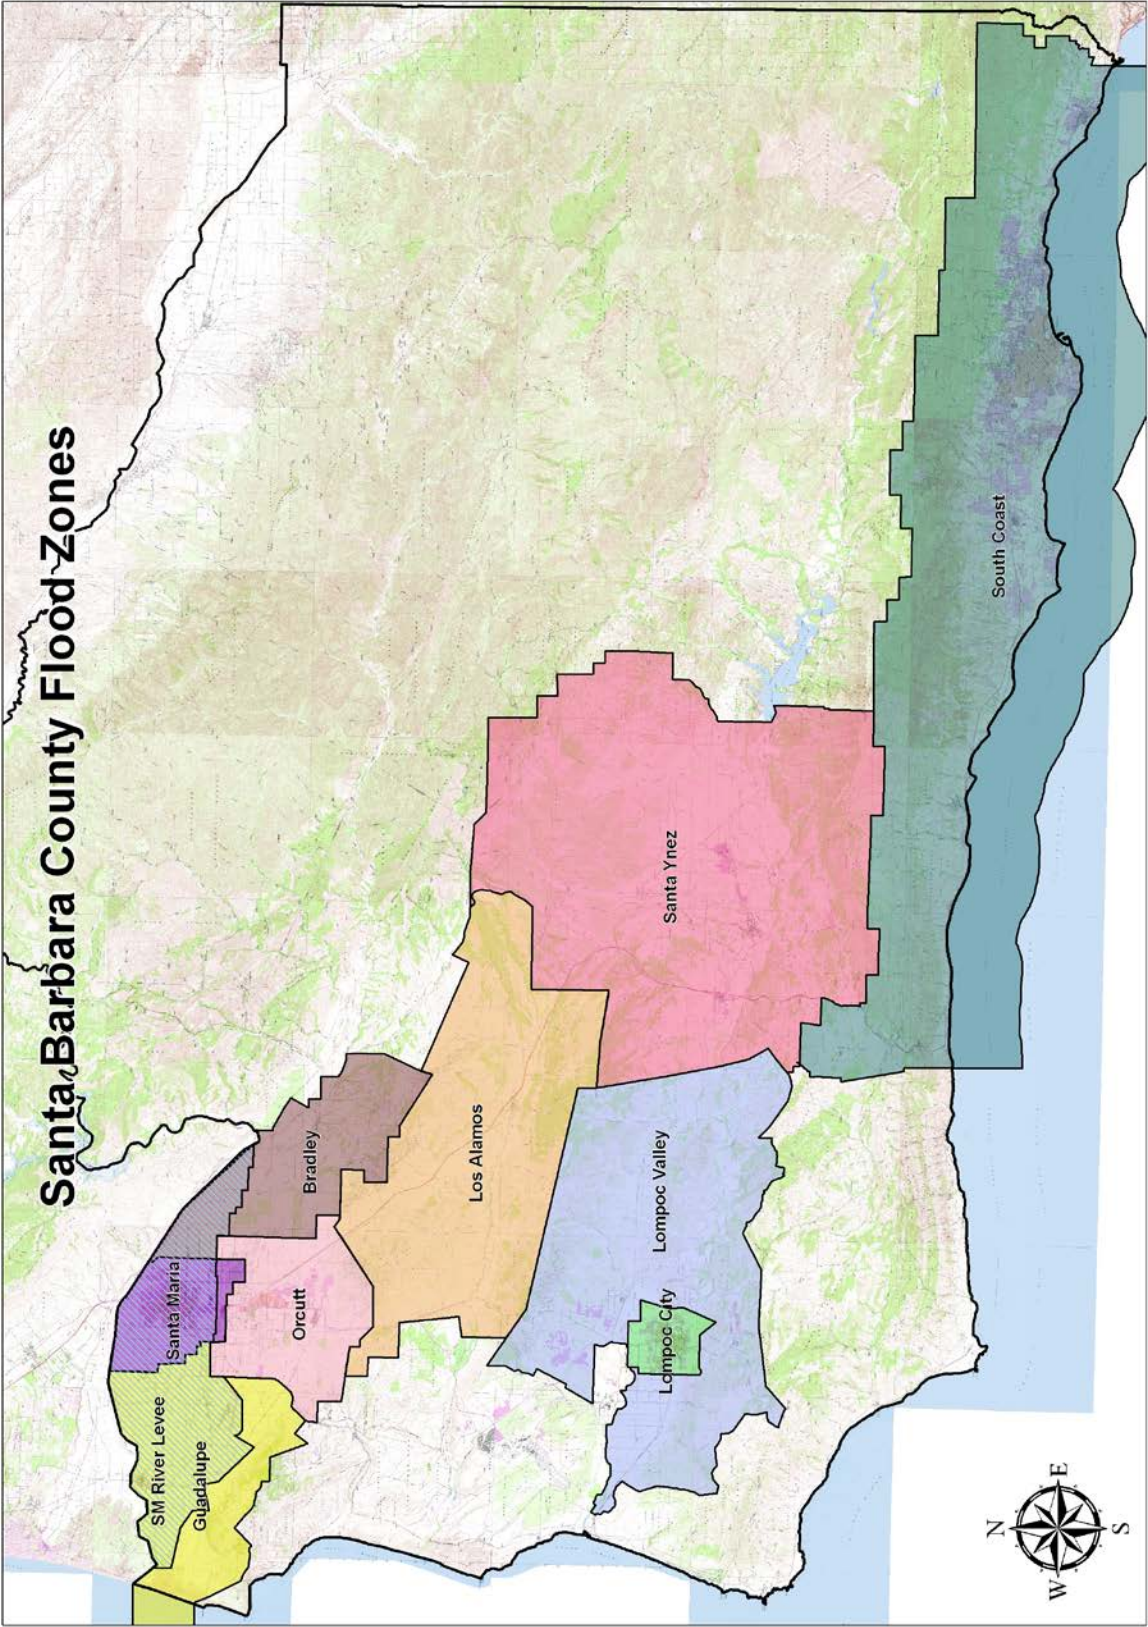 Santa Barbara County Flood Zones
SM River Levee
Santa Maria
Guadalupe
Orcutt
Bradley
Los Alamos
Lompoc Valley
Lompoc City
Santa Ynez
South Coast
N
W
E
S